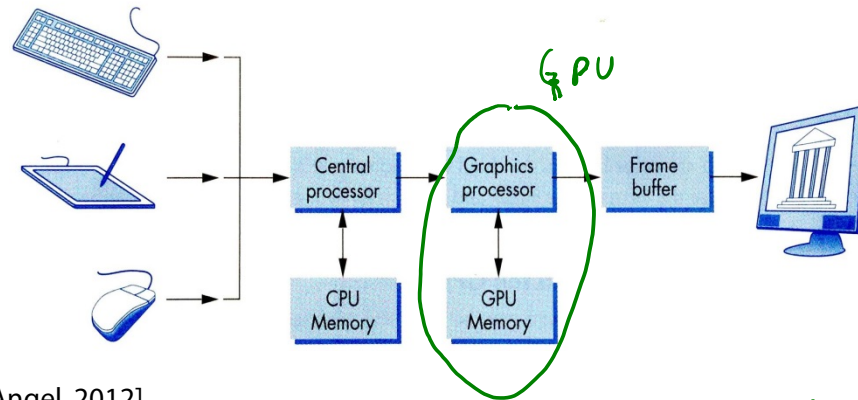 GPU
Central
processor
Graphics
processor
Frame
buffer
CPU
Memory
GPU
Memory
Angel, 2012]